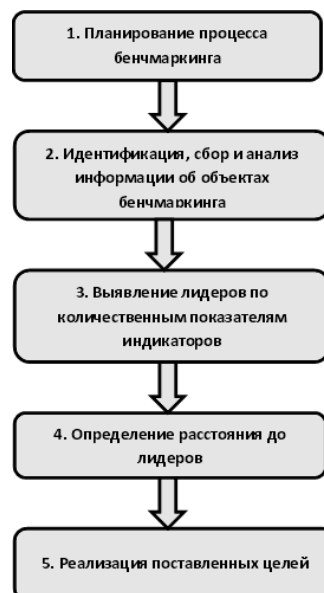 1. Планирование процесса
бенчмаркинга
2. Идентификация, сбор и анализ
информации об объектах
бенчмаркинга
3. Выявление лидеров по
количественным показателям
индикаторов
4. Определение расстояния до
лидеров
5. Реализация поставленных целей